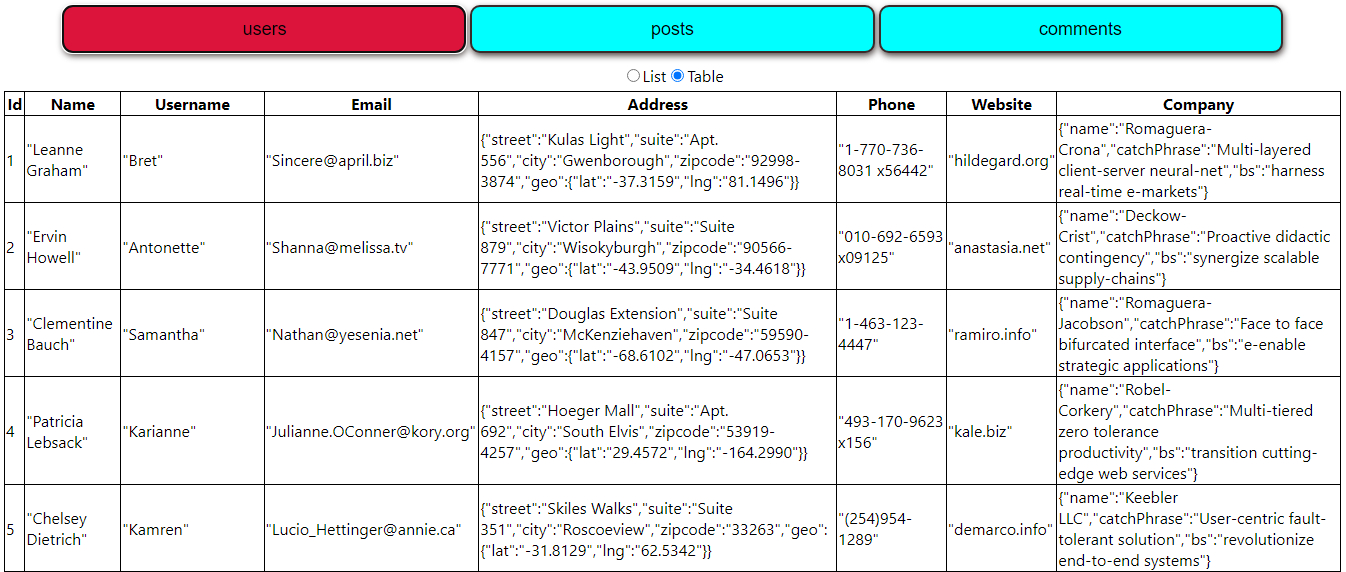 users posts comments
List Table
Id Name Username Email Address Phone Website Company
1 "Leanne Graham" "Bret" "Sincere@april.biz" {"street":"Kulas Light","suite":"Apt. 556","city":"Gwenborough","zipcode":"92998-3874","geo":{"lat":"-37.3159","lng":"81.1496"}} "1-770-736-8031 x56442" "hildegard.org" {"name":"Romaguera-Crona","catchPhrase":"Multi-layered client-server neural-net","bs":"harness real-time e-markets"}
2 "Ervin Howell" "Antonette" "Shanna@melissa.tv" {"street":"Victor Plains","suite":"Suite 879","city":"Wisokyburgh","zipcode":"90566-7771","geo":{"lat":"-43.9509","lng":"-34.4618"}} "010-692-6593 x09125" "anastasia.net" {"name":"Deckow-Crist","catchPhrase":"Proactive didactic contingency","bs":"synergize scalable supply-chains"}
3 "Clementine Bauch" "Samantha" "Nathan@yesenia.net" {"street":"Douglas Extension","suite":"Suite 847","city":"McKenziehaven","zipcode":"59590-4157","geo":{"lat":"-68.6102","lng":"-47.0653"}} "1-463-123-4447" "ramiro.info" {"name":"Romaguera-Jacobson","catchPhrase":"Face to face bifurcated interface","bs":"e-enable strategic applications"}
4 "Patricia Lebsack" "Karianne" "Julianne.OConner@kory.org" {"street":"Hoeger Mall","suite":"Apt. 692","city":"South Elvis","zipcode":"53919-4257","geo":{"lat":"29.4572","lng":"-164.2990"}} "493-170-9623 x156" "kale.biz" {"name":"Robel-Corkery","catchPhrase":"Multi-tiered zero tolerance productivity","bs":"transition cutting-edge web services"}
5 "Chelsey Dietrich" "Kamren" "Lucio_Hettinger@annie.ca" {"street":"Skiles Walks","suite":"Suite 351","city":"Roscoeview","zipcode":"33263","geo":{"lat":"-31.8129","lng":"62.5342"}} "(254)954-1289" "demarco.info" {"name":"Keebler LLC","catchPhrase":"User-centric fault-tolerant solution","bs":"revolutionize end-to-end systems"}